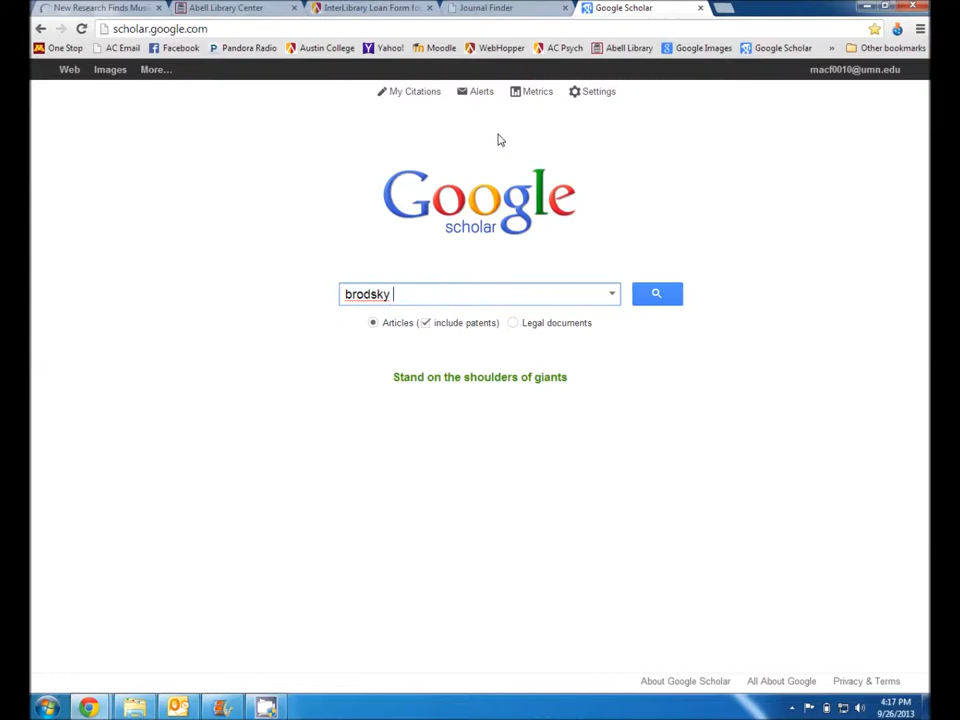 New Research Finds Musi
Abell Library Center
InterLibrary Loan Form fo
Journal Finder
Google Scholar
scholar.google.com
One Stop
AC Email
Facebook
Pandora Radio
Austin College
Yahoo!
Moodle
WebHopper
AC Psych
Abell Library
Google Images
Google Scholar
»
Other bookmarks
Web Images More... macf0010@umn.edu
My Citations Alerts Metrics Settings
Google
scholar
brodsky
Articles (include patents) Legal documents
Stand on the shoulders of giants
About Google Scholar All About Google Privacy & Terms
4:17 PM
9/26/2013